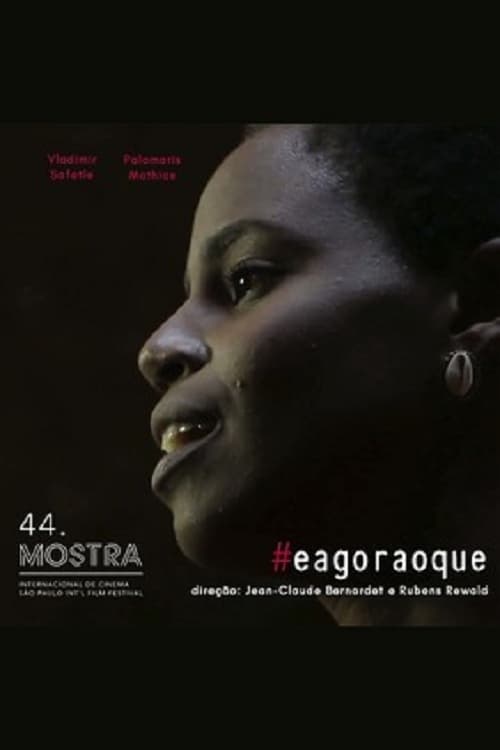 Vladimir Palomaris
Safatle Mathias
44.
MOSTRA
INTERNACIONAL DE CINEMA
SÃO PAULO INT'L FILM FESTIVAL
#eagoraoque
direção: Jean-Claude Bernardet e Rubens Rewald